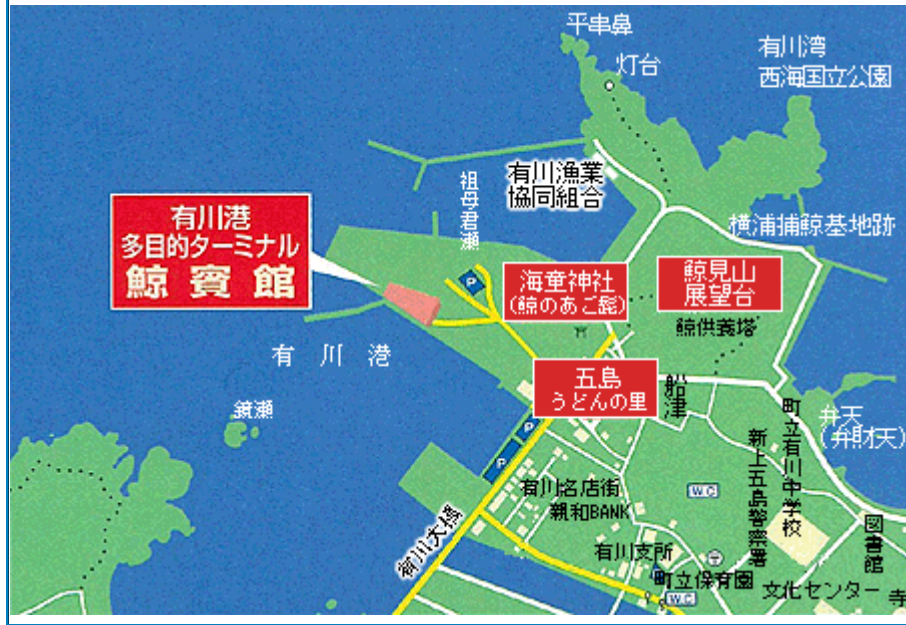 平串鼻
灯台
有川湾
西海国立公園
有川漁業
協同組合
祖母君瀬
横浦捕鯨基地跡
有川港
多目的ターミナル
鯨賓館
P
海童神社
(鯨のあご髭)
鯨見山
展望台
鯨供養塔
有川港
五島
うどんの里
船津
鏡瀬
弁天
(弁財天)
町立有川中学校
新上五島警察署
P
P
有川名店街
親和BANK
W.C
有川大橋
有川支所
〒
町立保育園
W.C
図書館
文化センター
寺